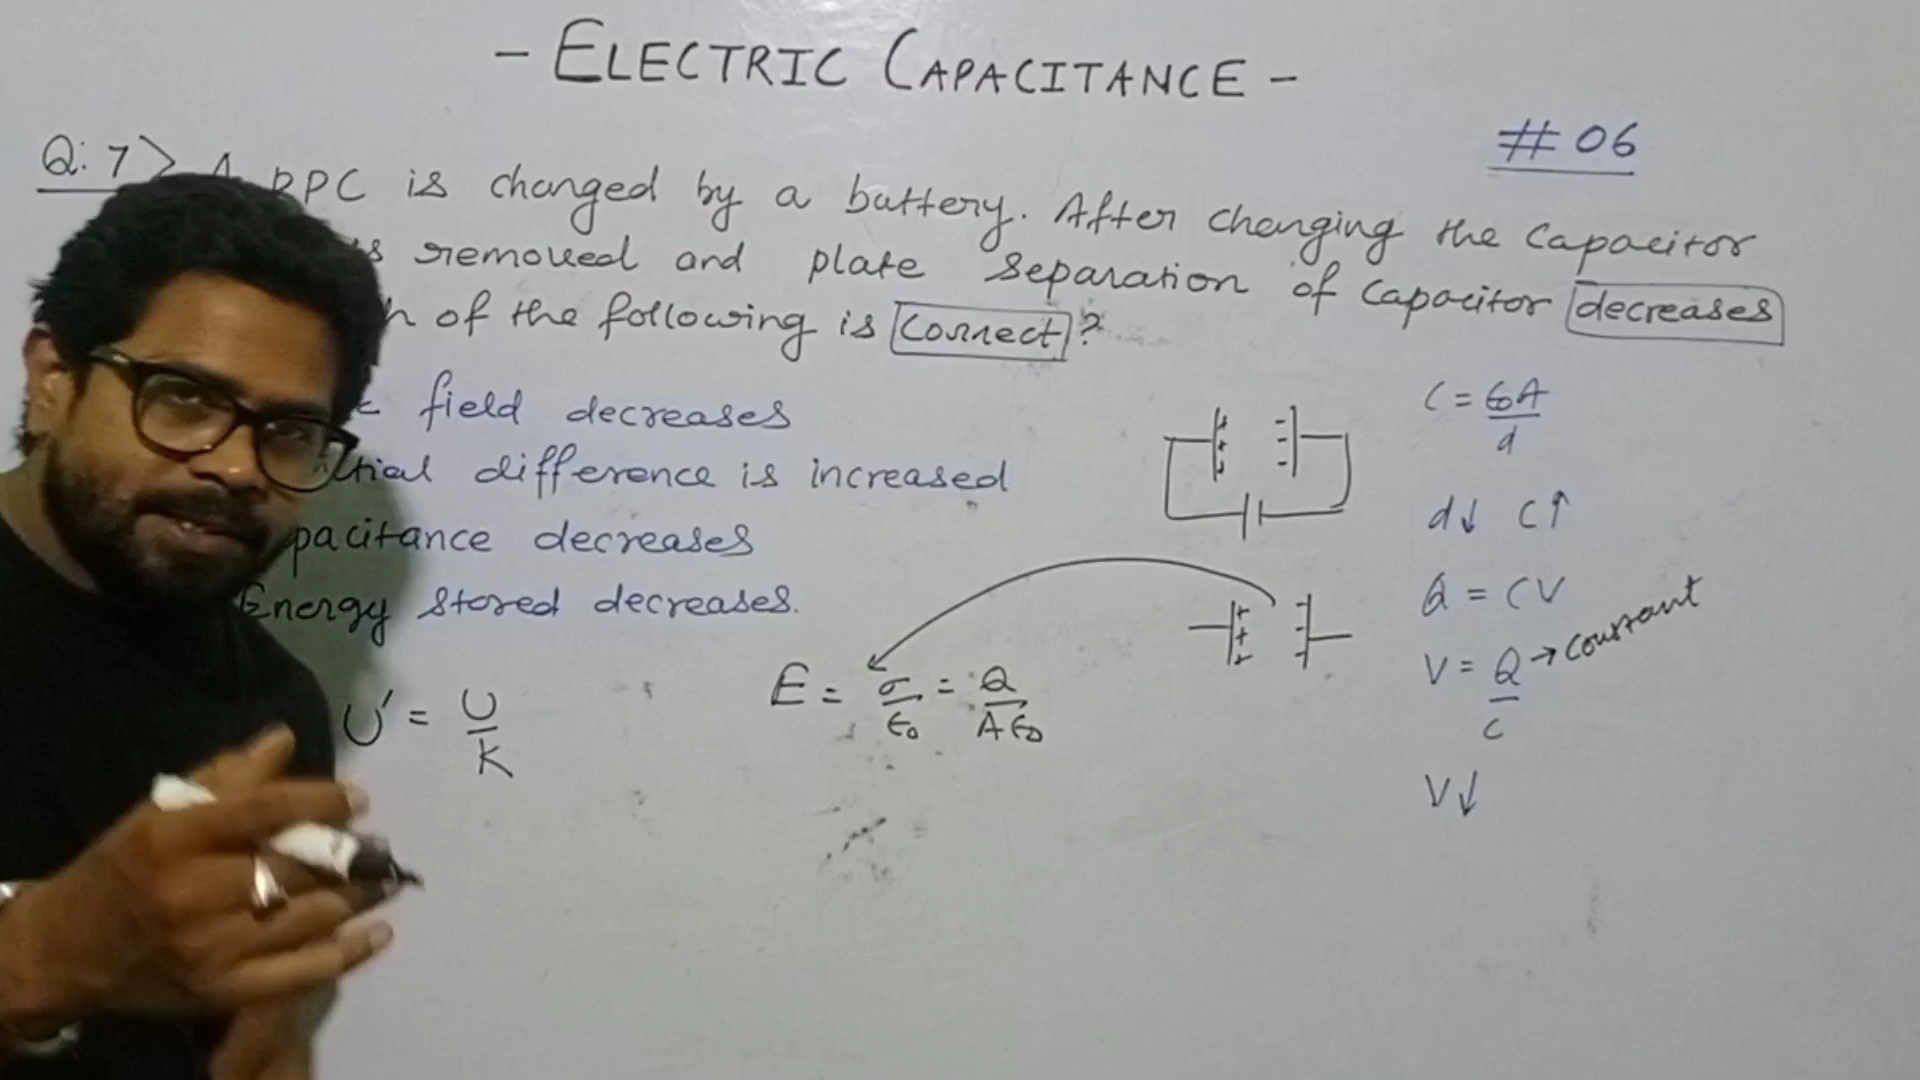 - ELECTRIC CAPACITANCE -
# 06
Q: 7> A PPC is charged by a battery. After charging the capacitor
removed and plate separation of capacitor decreases
of the following is correct?
field decreases
difference is increased
pacitance decreases
Energy stored decreases.
C = ε₀A/d
d↓ C↑
Q = CV
V = Q/C → constant
V↓
E = σ/ε₀ = Q/Aε₀
U' = U/K
+ + +
- - -
+ + +
- - -